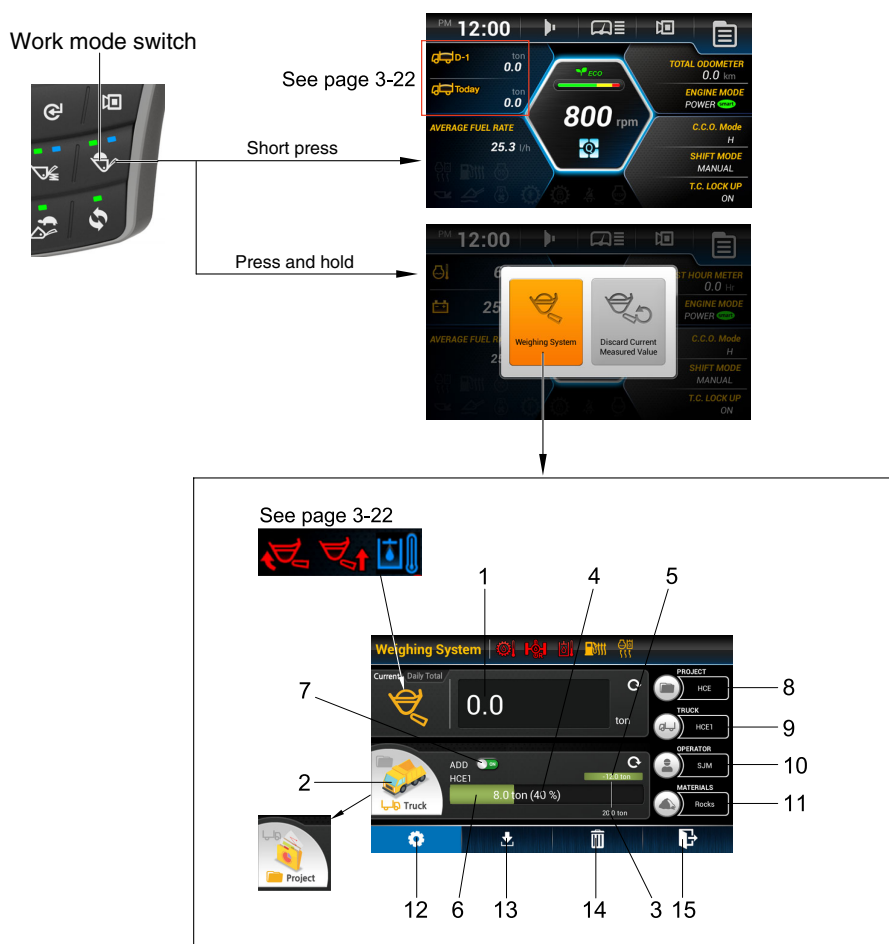 Work mode switch
See page 3-22
Short press
Press and hold
PM 12:00
D-1 ton
0.0
Today ton
0.0
AVERAGE FUEL RATE
25.3 l/h
ECO
800 rpm
Q
TOTAL ODOMETER
0.0 km
ENGINE MODE
POWER smart
C.C.O. Mode
H
SHIFT MODE
MANUAL
T.C. LOCK UP
ON
PM 12:00
6
25
AVERAGE FUEL R
25
Weighing System
Discard Current
Measured Value
ST HOUR METER
0.0 Hr
ENGINE MODE
POWER smart
C.C.O. Mode
H
SHIFT MODE
MANUAL
T.C. LOCK UP
ON
See page 3-22
1
4
5
Weighing System
Current Daily Total
0.0
ton
7
2
ADD ON
HCE1
-12.0 ton
8.0 ton (40 %)
20.0 ton
Truck
Project
PROJECT
HCE
8
TRUCK
HCE1
9
OPERATOR
SJM
10
MATERIALS
Rocks
11
12
6
13
14
3
15